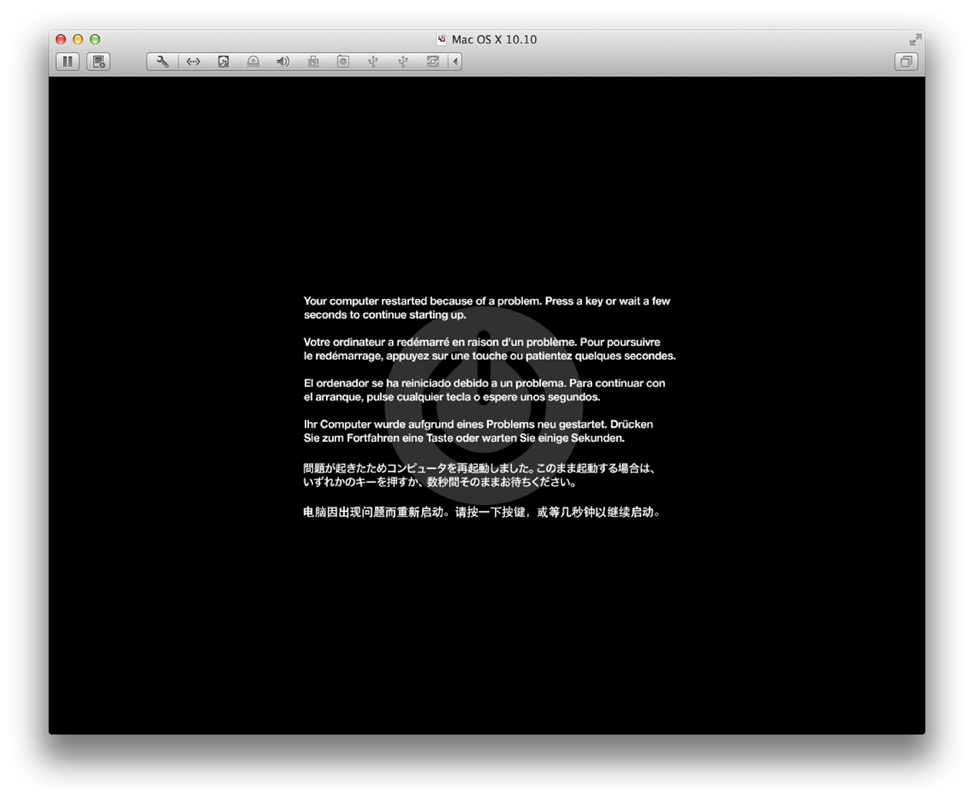 Mac OS X 10.10
Your computer restarted because of a problem. Press a key or wait a few
seconds to continue starting up.
Votre ordinateur a redémarré en raison d'un problème. Pour poursuivre
le redémarrage, appuyez sur une touche ou patientez quelques secondes.
El ordenador se ha reiniciado debido a un problema. Para continuar con
el arranque, pulse cualquier tecla o espere unos segundos.
Ihr Computer wurde aufgrund eines Problems neu gestartet. Drücken
Sie zum Fortfahren eine Taste oder warten Sie einige Sekunden.
問題が起きたためコンピュータを再起動しました。このまま起動する場合は、
いずれかのキーを押すか、数秒間そのままお待ちください。
电脑因出现问题而重新启动。请按一下按键，或等几秒钟以继续启动。